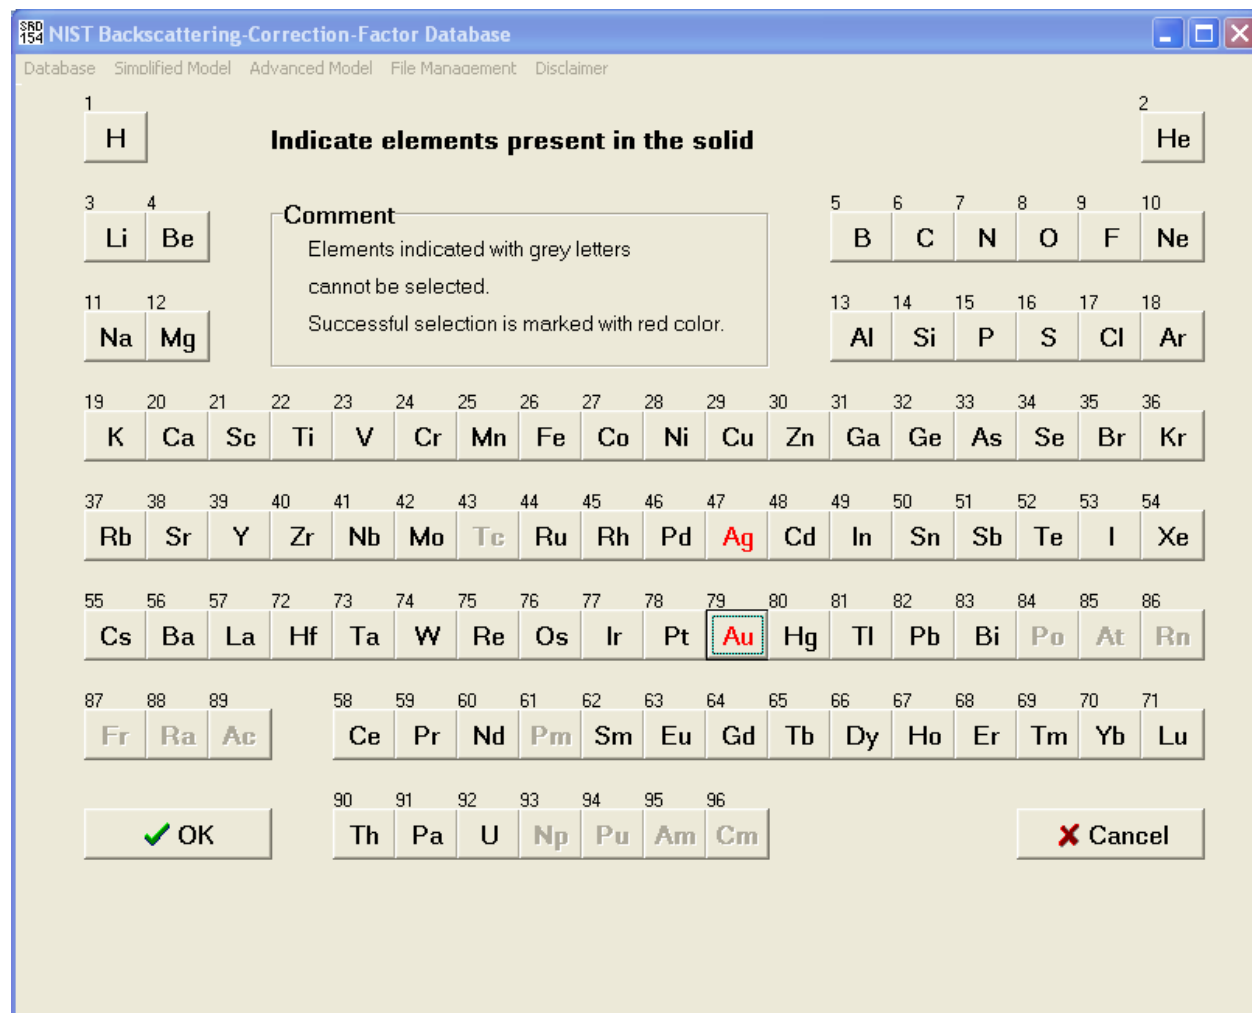 SRD 154 NIST Backscattering-Correction-Factor Database
Database Simplified Model Advanced Model File Management Disclaimer
1 2
H Indicate elements present in the solid He
3 4 5 6 7 8 9 10
Li Be B C N O F Ne
Comment
Elements indicated with grey letters
cannot be selected.
Successful selection is marked with red color.
11 12 13 14 15 16 17 18
Na Mg Al Si P S Cl Ar
19 20 21 22 23 24 25 26 27 28 29 30 31 32 33 34 35 36
K Ca Sc Ti V Cr Mn Fe Co Ni Cu Zn Ga Ge As Se Br Kr
37 38 39 40 41 42 43 44 45 46 47 48 49 50 51 52 53 54
Rb Sr Y Zr Nb Mo Tc Ru Rh Pd Ag Cd In Sn Sb Te I Xe
55 56 57 72 73 74 75 76 77 78 79 80 81 82 83 84 85 86
Cs Ba La Hf Ta W Re Os Ir Pt Au Hg Tl Pb Bi Po At Rn
87 88 89 58 59 60 61 62 63 64 65 66 67 68 69 70 71
Fr Ra Ac Ce Pr Nd Pm Sm Eu Gd Tb Dy Ho Er Tm Yb Lu
90 91 92 93 94 95 96
OK Th Pa U Np Pu Am Cm Cancel